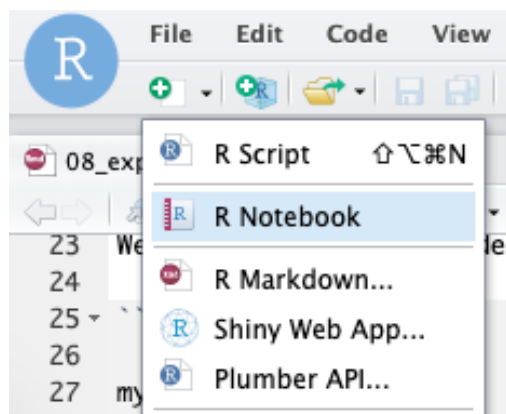 R File Edit Code View
08_exp
R Script ⇧⌥⌘N
R Notebook
23 We de
24
R Markdown...
25 ``
Shiny Web App...
26
Plumber API...
27 my